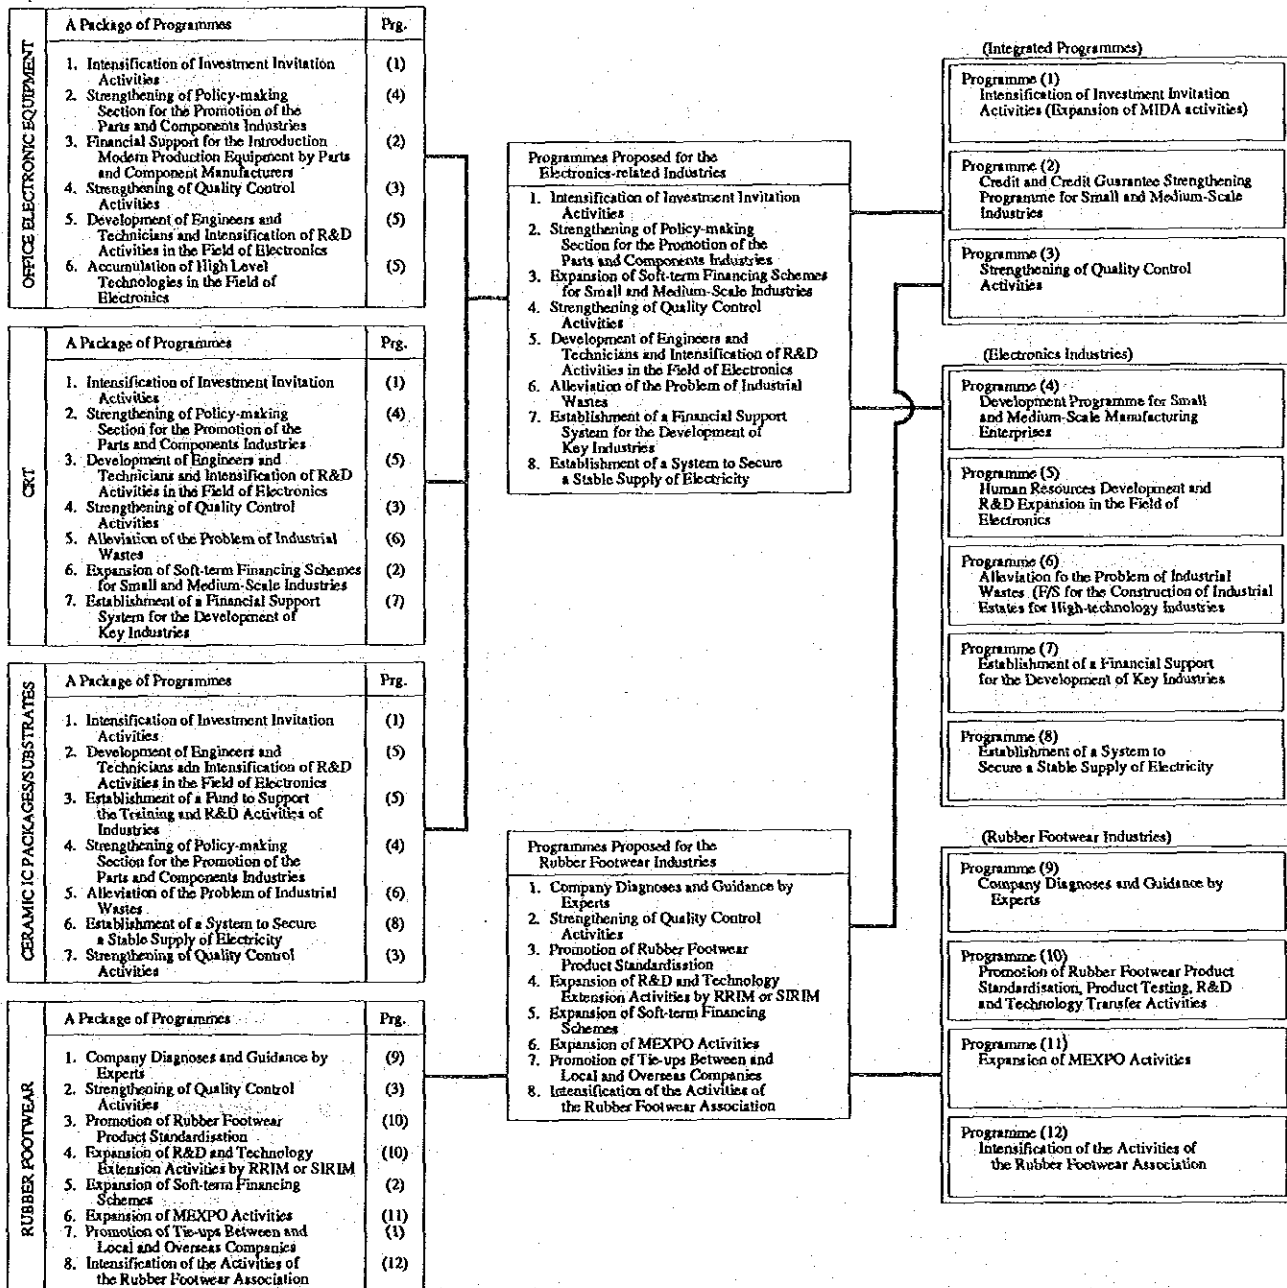 OFFICE ELECTRONIC EQUIPMENT
A Package of Programmes Prg.
1. Intensification of Investment Invitation (1)
Activities
2. Strengthening of Policy-making (4)
Section for the Promotion of the
Parts and Components Industries
3. Financial Support for the Introduction (2)
Modern Production Equipment by Parts
and Component Manufacturers
4. Strengthening of Quality Control (3)
Activities
5. Development of Engineers and (5)
Technicians and Intensification of R&D
Activities in the Field of Electronics
6. Accumulation of High Level (5)
Technologies in the Field of
Electronics
CRT
A Package of Programmes Prg.
1. Intensification of Investment Invitation (1)
Activities
2. Strengthening of Policy-making (4)
Section for the Promotion of the
Parts and Components Industries
3. Development of Engineers and (5)
Technicians and Intensification of R&D
Activities in the Field of Electronics
4. Strengthening of Quality Control (3)
Activities
5. Alleviation of the Problem of Industrial (6)
Wastes
6. Expansion of Soft-term Financing Schemes (2)
for Small and Medium-Scale Industries
7. Establishment of a Financial Support (7)
System for the Development of
Key Industries
CERAMIC IC PACKAGES/SUBSTRATES
A Package of Programmes Prg.
1. Intensification of Investment Invitation (1)
Activities
2. Development of Engineers and (5)
Technicians adn Intensification of R&D
Activities in the Field of Electronics
3. Establishment of a Fund to Support (5)
the Training and R&D Activities of
Industries
4. Strengthening of Policy-making (4)
Section for the Promotion of the
Parts and Components Industries
5. Alleviation of the Problem of Industrial (6)
Wastes
6. Establishment of a System to Secure (8)
a Stable Supply of Electricity
7. Strengthening of Quality Control (3)
Activities
RUBBER FOOTWEAR
A Package of Programmes Prg.
1. Company Diagnoses and Guidance by (9)
Experts
2. Strengthening of Quality Control (3)
Activities
3. Promotion of Rubber Footwear (10)
Product Standardisation
4. Expansion of R&D and Technology (10)
Extension Activities by RRIM or SIRIM
5. Expansion of Soft-term Financing (2)
Schemes
6. Expansion of MEXPO Activities (11)
7. Promotion of Tie-ups Between and (1)
Local and Overseas Companies
8. Intensification of the Activities of (12)
the Rubber Footwear Association
Programmes Proposed for the
Electronics-related Industries
1. Intensification of Investment Invitation
Activities
2. Strengthening of Policy-making
Section for the Promotion of the
Parts and Components Industries
3. Expansion of Soft-term Financing Schemes
for Small and Medium-Scale Industries
4. Strengthening of Quality Control
Activities
5. Development of Engineers and
Technicians and Intensification of R&D
Activities in the Field of Electronics
6. Alleviation of the Problem of Industrial
Wastes
7. Establishment of a Financial Support
System for the Development of
Key Industries
8. Establishment of a System to Secure
a Stable Supply of Electricity
Programmes Proposed for the
Rubber Footwear Industries
1. Company Diagnoses and Guidance by
Experts
2. Strengthening of Quality Control
Activities
3. Promotion of Rubber Footwear
Product Standardisation
4. Expansion of R&D and Technology
Extension Activities by RRIM or SIRIM
5. Expansion of Soft-term Financing
Schemes
6. Expansion of MEXPO Activities
7. Promotion of Tie-ups Between and
Local and Overseas Companies
8. Intensification of the Activities of
the Rubber Footwear Association
(Integrated Programmes)
Programme (1)
Intensification of Investment Invitation
Activities (Expansion of MIDA activities)
Programme (2)
Credit and Credit Guarantee Strengthening
Programme for Small and Medium-Scale
Industries
Programme (3)
Strengthening of Quality Control
Activities
(Electronics Industries)
Programme (4)
Development Programme for Small
and Medium-Scale Manufacturing
Enterprises
Programme (5)
Human Resources Development and
R&D Expansion in the Field of
Electronics
Programme (6)
Alleviation fo the Problem of Industrial
Wastes (F/S for the Construction of Industrial
Estates for High-technology Industries
Programme (7)
Establishment of a Financial Support
for the Development of Key Industries
Programme (8)
Establishment of a System to
Secure a Stable Supply of Electricity
(Rubber Footwear Industries)
Programme (9)
Company Diagnoses and Guidance by
Experts
Programme (10)
Promotion of Rubber Footwear Product
Standardisation, Product Testing, R&D
and Technology Transfer Activities
Programme (11)
Expansion of MEXPO Activities
Programme (12)
Intensification of the Activities of
the Rubber Footwear Association